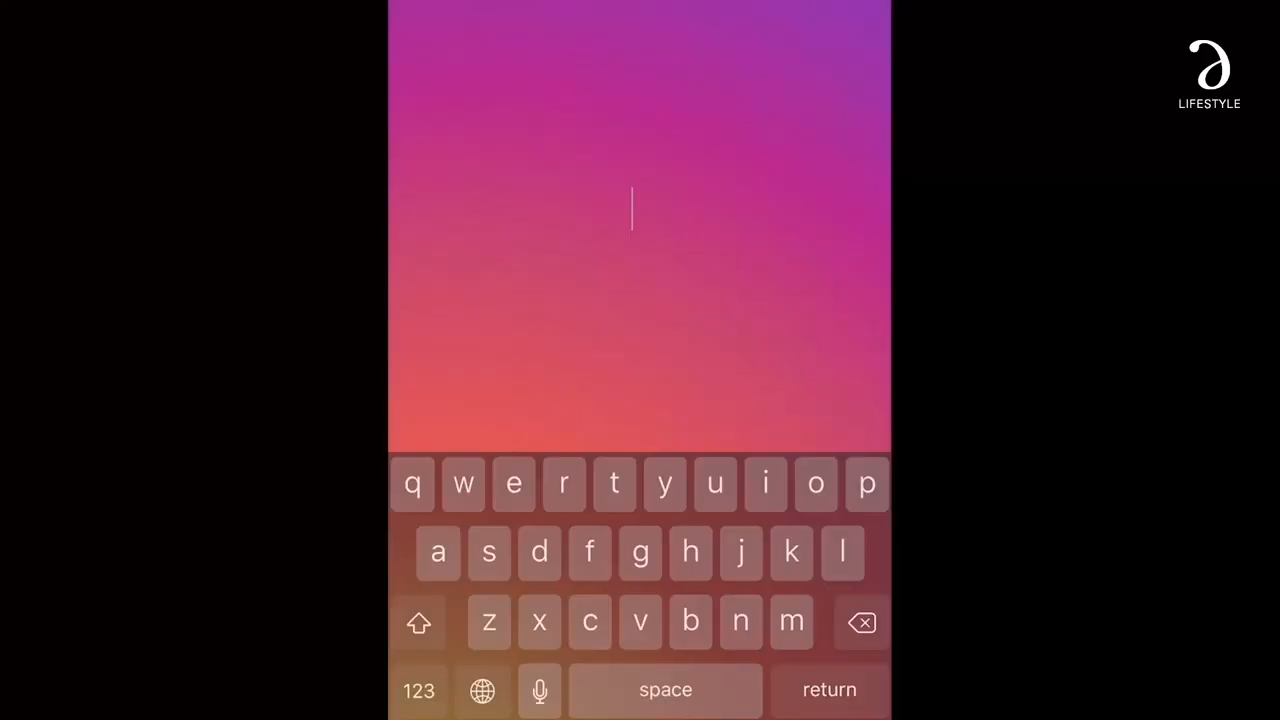 LIFESTYLE
q w e r t y u i o p
a s d f g h j k l
z x c v b n m
123 space return